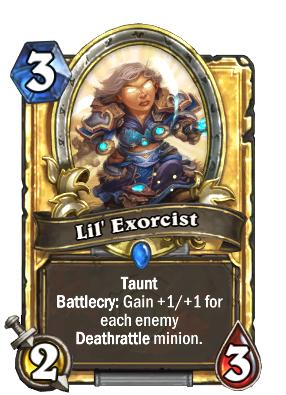 3
Lil' Exorcist
Taunt
Battlecry: Gain +1/+1 for
each enemy
Deathrattle minion.
2
3